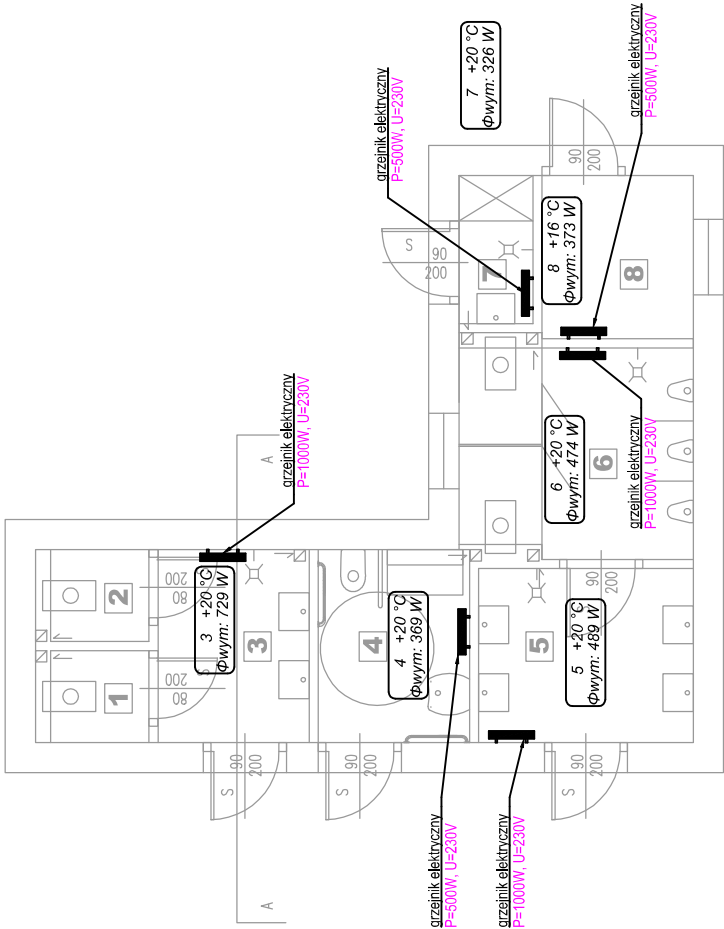 7 +20 °C
Φwym: 326 W
grzejnik elektryczny
P=500W, U=230V
grzejnik elektryczny
P=500W, U=230V
S
90
200
90
200
7
8 +16 °C
Φwym: 373 W
8
grzejnik elektryczny
P=1000W, U=230V
A
6 +20 °C
Φwym: 474 W
6
grzejnik elektryczny
P=1000W, U=230V
2
80
200
3 +20 °C
Φwym: 729 W
3
1
80
200
S
4
4 +20 °C
Φwym: 369 W
5
5 +20 °C
Φwym: 489 W
90
200
S
90
200
S
90
200
S
90
200
A
grzejnik elektryczny
P=500W, U=230V
grzejnik elektryczny
P=1000W, U=230V